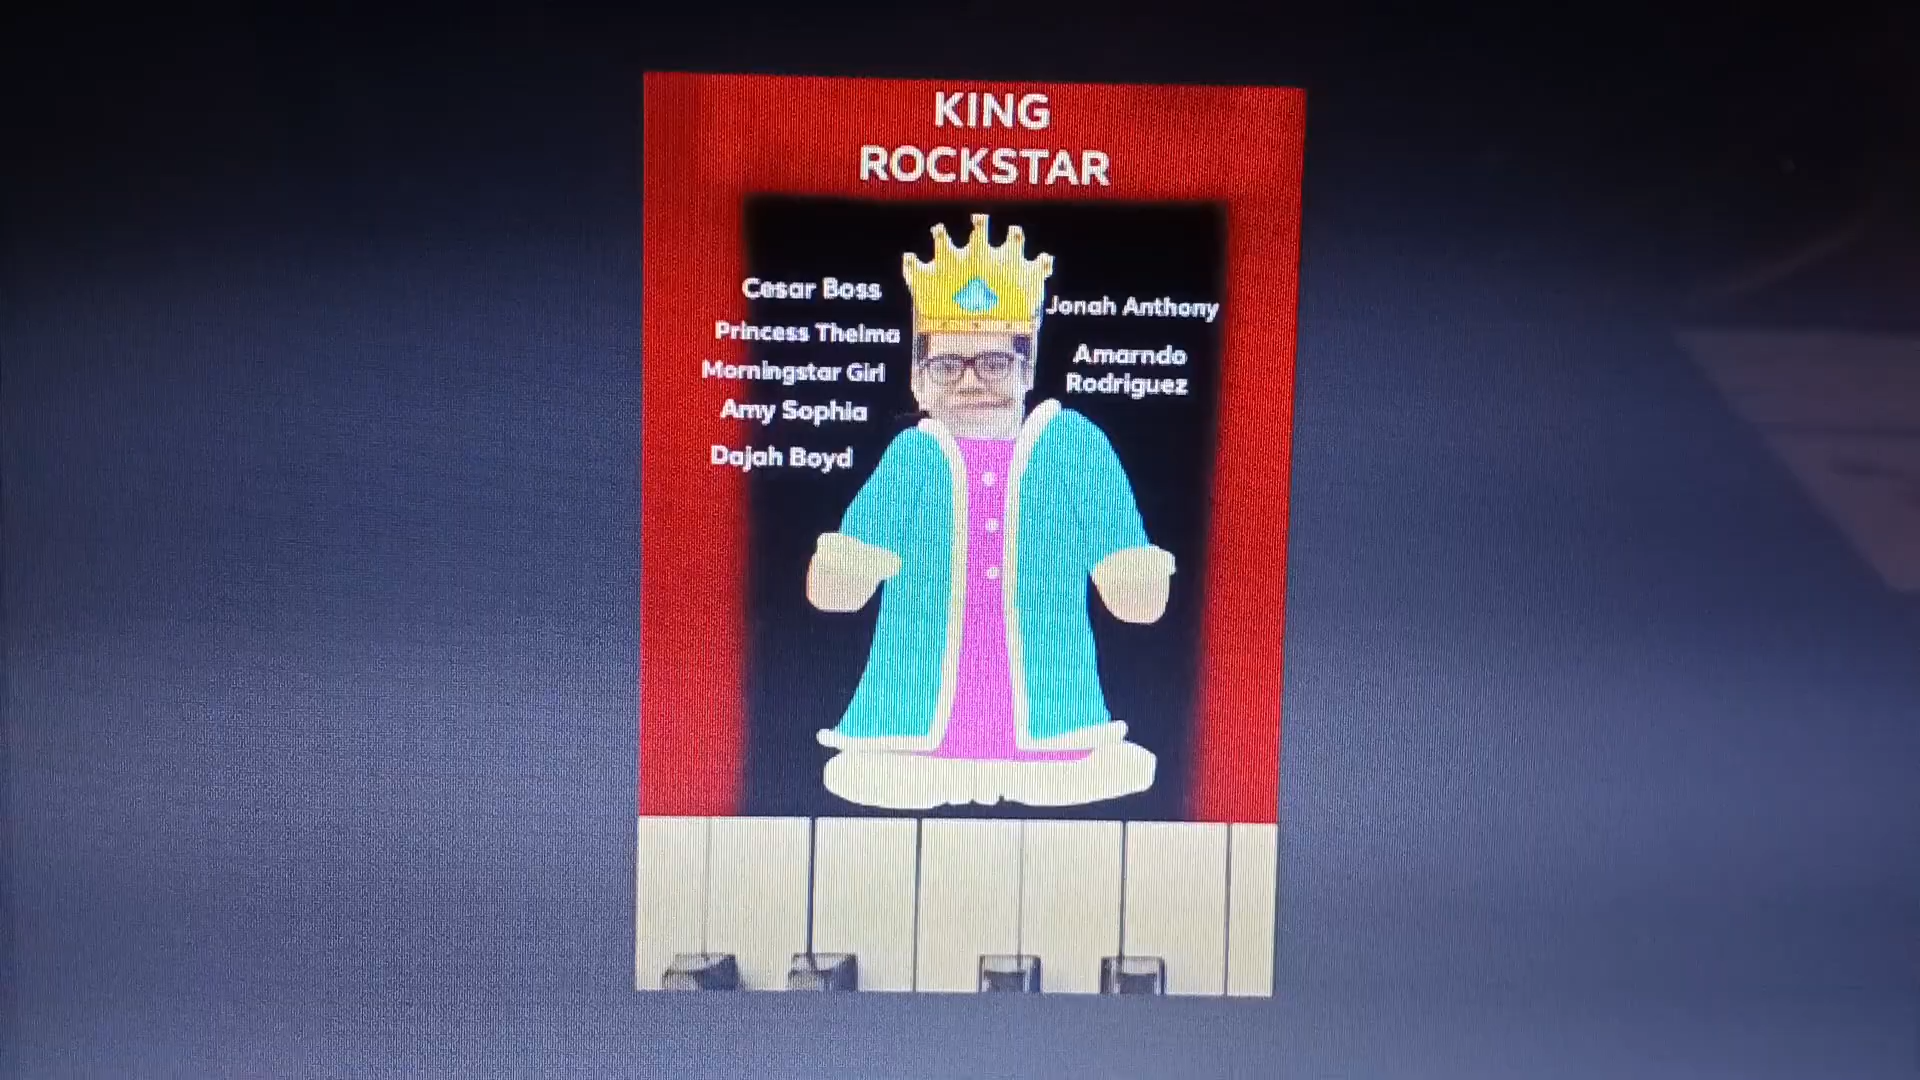 KING
ROCKSTAR
Cesar Boss
Princess Thelma
Morningstar Girl
Amy Sophia
Dajah Boyd
Jonah Anthony
Amarndo
Rodriguez